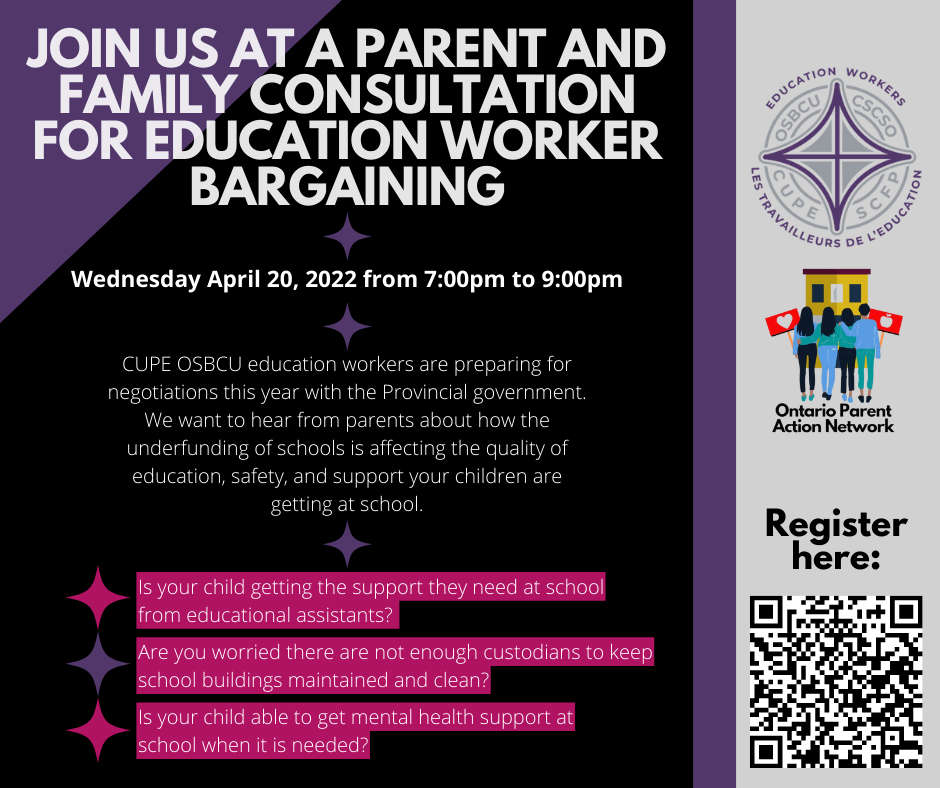 JOIN US AT A PARENT AND
FAMILY CONSULTATION
FOR EDUCATION WORKER
BARGAINING
Wednesday April 20, 2022 from 7:00pm to 9:00pm
CUPE OSBCU education workers are preparing for
negotiations this year with the Provincial government.
We want to hear from parents about how the
underfunding of schools is affecting the quality of
education, safety, and support your children are
getting at school.
Is your child getting the support they need at school
from educational assistants?
Are you worried there are not enough custodians to keep
school buildings maintained and clean?
Is your child able to get mental health support at
school when it is needed?
EDUCATION WORKERS
OSBCU CSCSO
CUPE SCFP
LES TRAVAILLEURS DE L'EDUCATION
Ontario Parent
Action Network
Register
here: